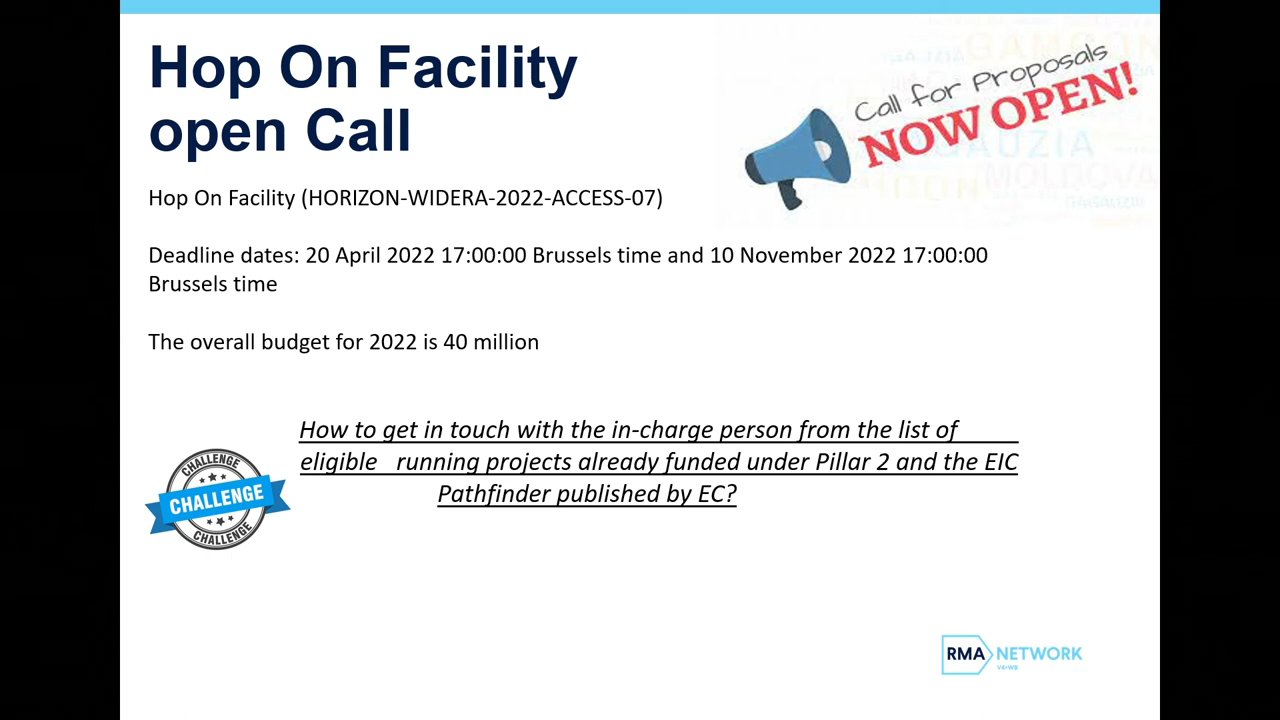 Hop On Facility
open Call
Call for Proposals
NOW OPEN!
GAUZIA
MOLDOVA
Hop On Facility (HORIZON-WIDERA-2022-ACCESS-07)
Deadline dates: 20 April 2022 17:00:00 Brussels time and 10 November 2022 17:00:00
Brussels time
The overall budget for 2022 is 40 million
How to get in touch with the in-charge person from the list of
eligible running projects already funded under Pillar 2 and the EIC
Pathfinder published by EC?
CHALLENGE
CHALLENGE
CHALLENGE
RMA NETWORK
V4+WB